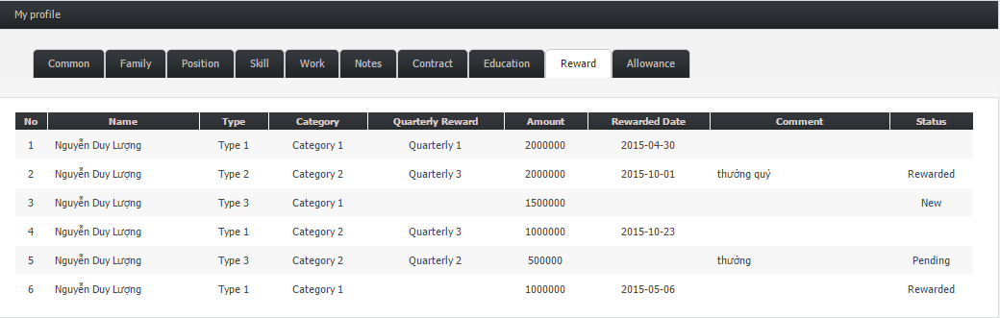 My profile
Common Family Position Skill Work Notes Contract Education Reward Allowance
No Name Type Category Quarterly Reward Amount Rewarded Date Comment Status
1 Nguyễn Duy Lượng Type 1 Category 1 Quarterly 1 2000000 2015-04-30
2 Nguyễn Duy Lượng Type 2 Category 2 Quarterly 3 2000000 2015-10-01 thưởng quý Rewarded
3 Nguyễn Duy Lượng Type 3 Category 1 1500000 New
4 Nguyễn Duy Lượng Type 1 Category 2 Quarterly 3 1000000 2015-10-23
5 Nguyễn Duy Lượng Type 3 Category 2 Quarterly 2 500000 thưởng Pending
6 Nguyễn Duy Lượng Type 1 Category 1 1000000 2015-05-06 Rewarded